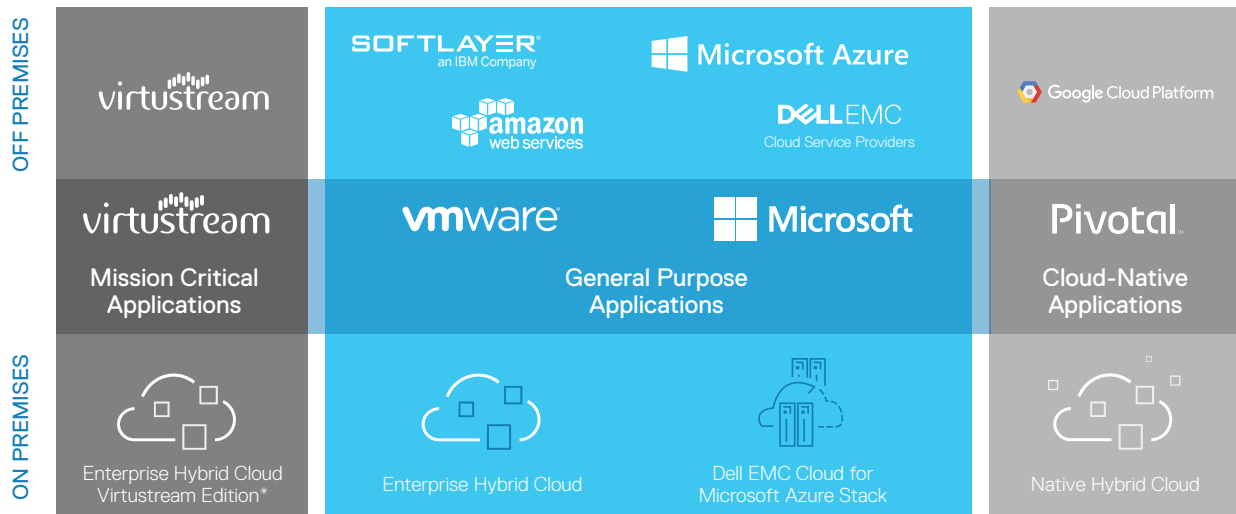 OFF PREMISES
virtustream
SOFTLAYER®
an IBM Company
Microsoft Azure
amazon
web services
DELLEMC
Cloud Service Providers
Google Cloud Platform
virtustream
Mission Critical
Applications
vmware®
Microsoft
General Purpose
Applications
Pivotal™
Cloud-Native
Applications
ON PREMISES
Enterprise Hybrid Cloud
Virtustream Edition*
Enterprise Hybrid Cloud
Dell EMC Cloud for
Microsoft Azure Stack
Native Hybrid Cloud